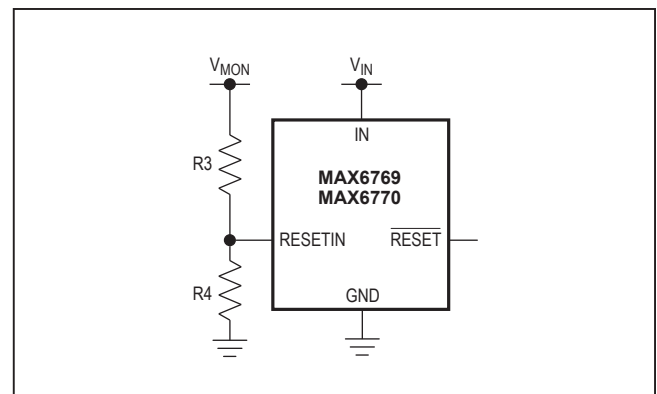 VMON
VIN
IN
R3
MAX6769
MAX6770
RESETIN
RESET
R4
GND